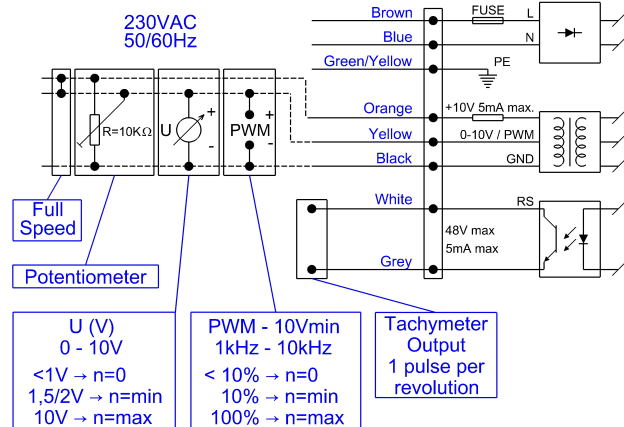 230VAC
50/60Hz
Brown
FUSE
L
Blue
N
Green/Yellow
PE
Orange
+10V 5mA max.
Yellow
0-10V / PWM
Black
GND
R=10KΩ
U
+
-
PWM
+
-
White
RS
48V max
5mA max
Grey
Full
Speed
Potentiometer
U (V)
0 - 10V
<1V → n=0
1,5/2V → n=min
10V → n=max
PWM - 10Vmin
1kHz - 10kHz
< 10% → n=0
10% → n=min
100% → n=max
Tachymeter
Output
1 pulse per
revolution